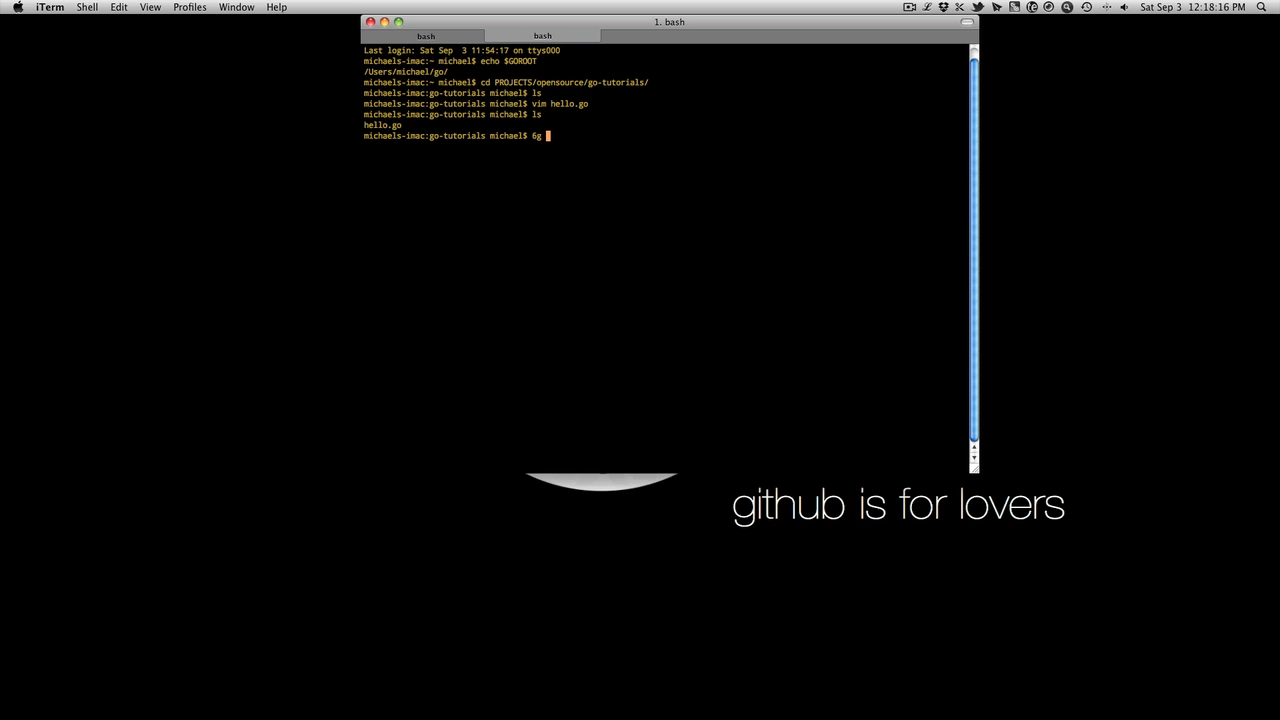 iTerm Shell Edit View Profiles Window Help Sat Sep 3 12:18:16 PM
1. bash
bash bash
Last login: Sat Sep  3 11:54:17 on ttys000
michaels-imac:~ michael$ echo $GOROOT
/Users/michael/go/
michaels-imac:~ michael$ cd PROJECTS/opensource/go-tutorials/
michaels-imac:go-tutorials michael$ ls
michaels-imac:go-tutorials michael$ vim hello.go
michaels-imac:go-tutorials michael$ ls
hello.go
michaels-imac:go-tutorials michael$ 6g
github is for lovers